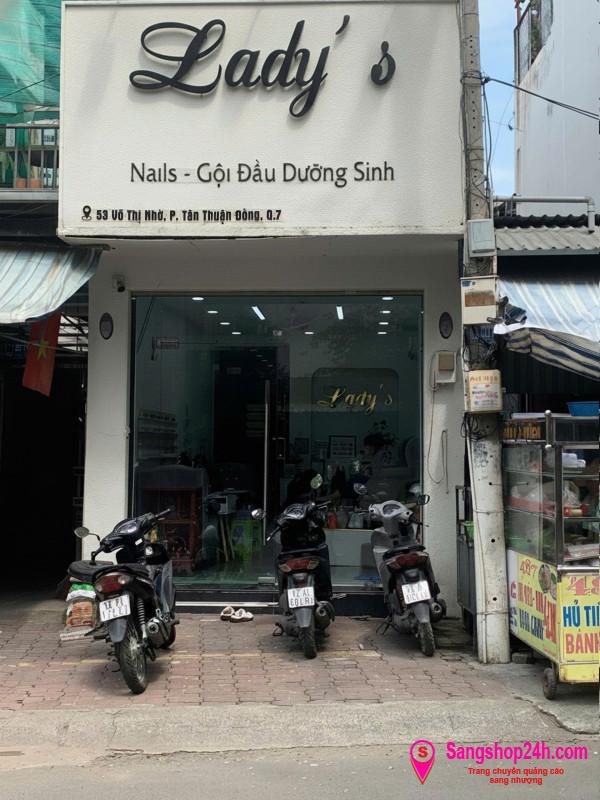 Lady's
Nails - Gội Đầu Dưỡng Sinh
53 Võ Thị Nhờ, P. Tân Thuận Đông, Q.7
Lady's
487
HỦ TI
BÁNH
Sangshop24h.com
Trang chuyên quảng cáo
sang nhượng